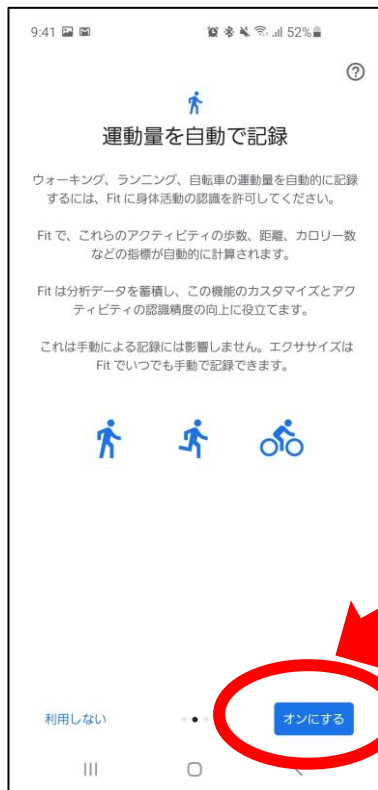 9:41 52%
運動量を自動で記録
ウォーキング、ランニング、自転車の運動量を自動的に記録
するには、Fit に身体活動の認識を許可してください。
Fit で、これらのアクティビティの歩数、距離、カロリー数
などの指標が自動的に計算されます。
Fit は分析データを蓄積し、この機能のカスタマイズとアク
ティビティの認識精度の向上に役立てます。
これは手動による記録には影響しません。エクササイズは
Fit でいつでも手動で記録できます。
利用しない オンにする